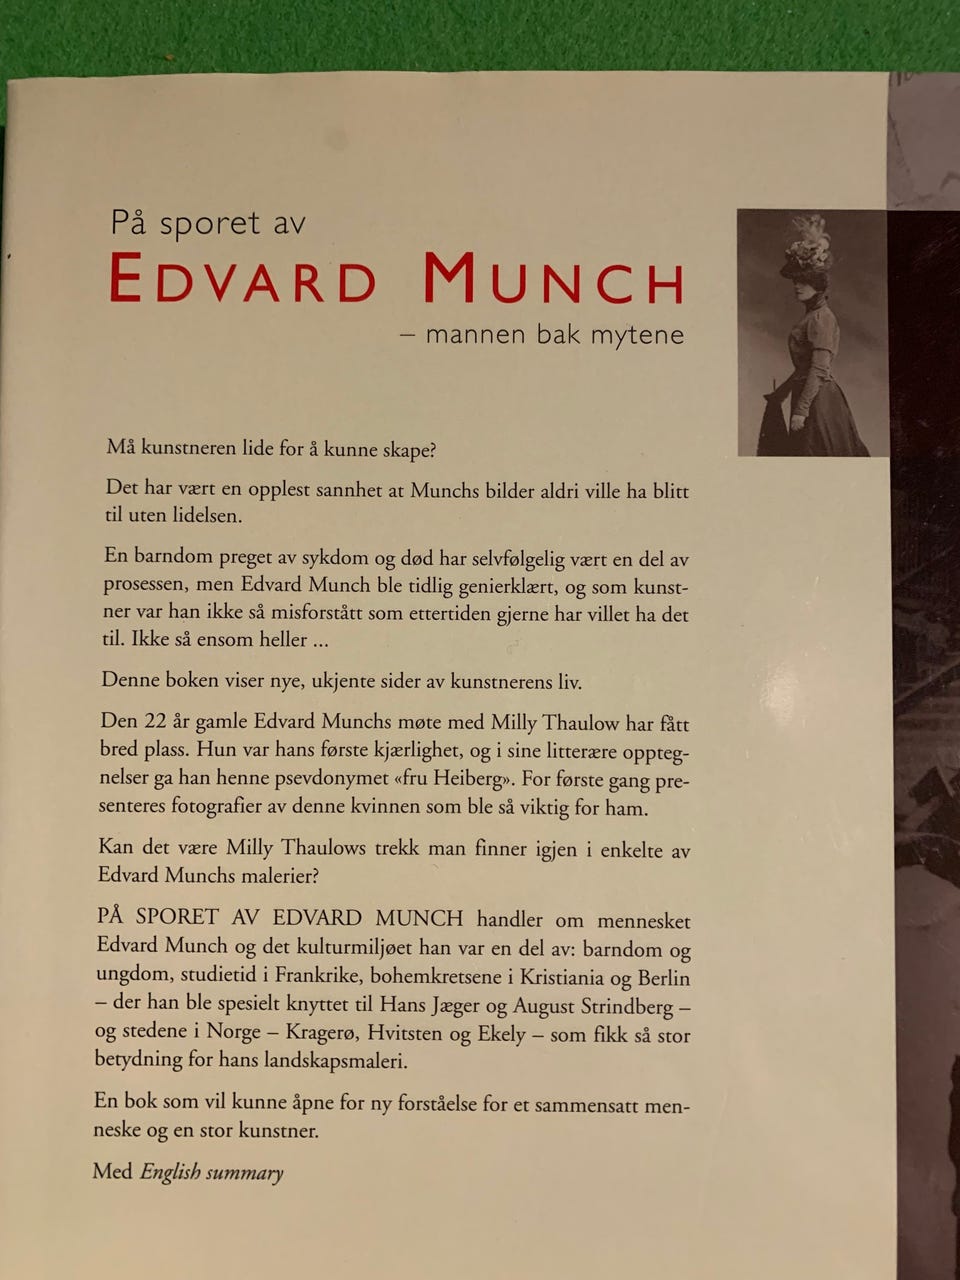 På sporet av
EDVARD MUNCH
– mannen bak mytene
Må kunstneren lide for å kunne skape?
Det har vært en opplest sannhet at Munchs bilder aldri ville ha blitt
til uten lidelsen.
En barndom preget av sykdom og død har selvfølgelig vært en del av
prosessen, men Edvard Munch ble tidlig genierklært, og som kunst-
ner var han ikke så misforstått som ettertiden gjerne har villet ha det
til. Ikke så ensom heller ...
Denne boken viser nye, ukjente sider av kunstnerens liv.
Den 22 år gamle Edvard Munchs møte med Milly Thaulow har fått
bred plass. Hun var hans første kjærlighet, og i sine litterære oppteg-
nelser ga han henne psevdonymet «fru Heiberg». For første gang pre-
senteres fotografier av denne kvinnen som ble så viktig for ham.
Kan det være Milly Thaulows trekk man finner igjen i enkelte av
Edvard Munchs malerier?
PÅ SPORET AV EDVARD MUNCH handler om mennesket
Edvard Munch og det kulturmiljøet han var en del av: barndom og
ungdom, studietid i Frankrike, bohemkretsene i Kristiania og Berlin
– der han ble spesielt knyttet til Hans Jæger og August Strindberg –
og stedene i Norge – Kragerø, Hvitsten og Ekely – som fikk så stor
betydning for hans landskapsmaleri.
En bok som vil kunne åpne for ny forståelse for et sammensatt men-
neske og en stor kunstner.
Med English summary